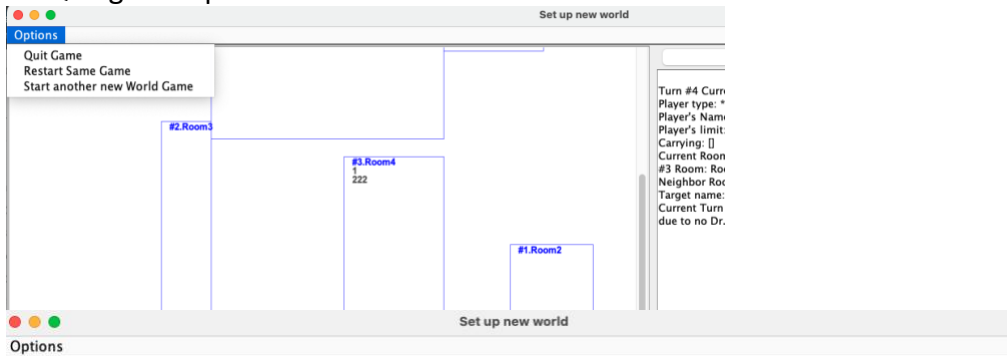 Set up new world
Options
Quit Game
Restart Same Game
Start another new World Game
#2.Room3
#3.Room4
1
222
#1.Room2
Turn #4 Curr
Player type: *
Player's Nam
Player's limit:
Carrying: []
Current Room
#3 Room: Ro
Neighbor Ro
Target name:
Current Turn
due to no Dr.
Set up new world
Options